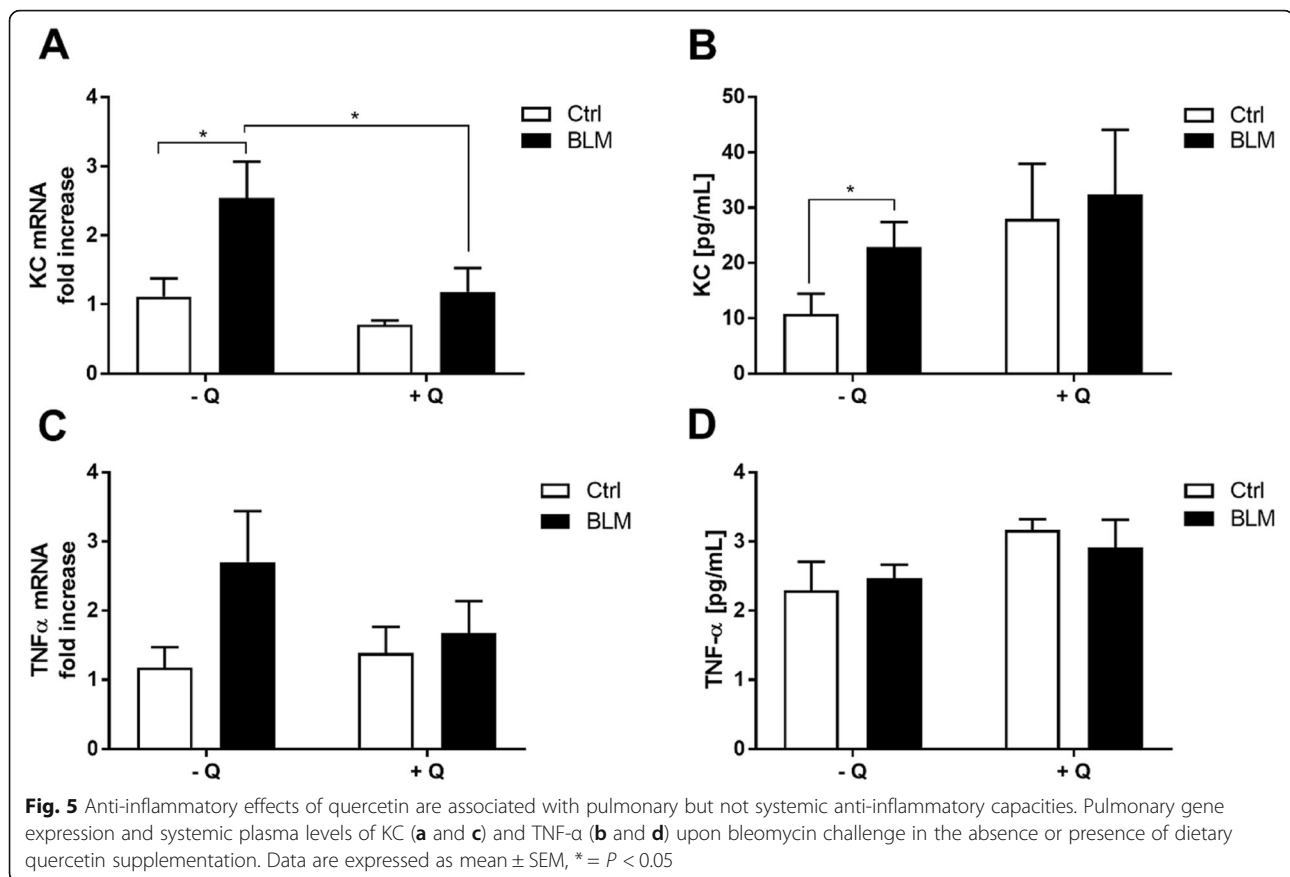 A
KC mRNA
fold increase
4
3
2
1
0
*
*
- Q
+ Q
Ctrl
BLM
B
KC [pg/mL]
50
40
30
20
10
0
*
- Q
+ Q
Ctrl
BLM
C
TNFα mRNA
fold increase
4
3
2
1
0
- Q
+ Q
Ctrl
BLM
D
TNF-α [pg/mL]
4
3
2
1
0
- Q
+ Q
Ctrl
BLM
Fig. 5 Anti-inflammatory effects of quercetin are associated with pulmonary but not systemic anti-inflammatory capacities. Pulmonary gene
expression and systemic plasma levels of KC (a and c) and TNF-α (b and d) upon bleomycin challenge in the absence or presence of dietary
quercetin supplementation. Data are expressed as mean ± SEM, * = P < 0.05